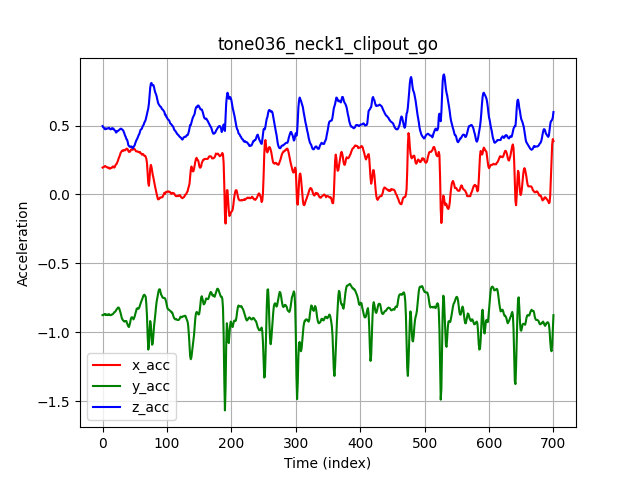 tone036_neck1_clipout_go
Acceleration
0.5
0.0
−0.5
−1.0
−1.5
x_acc
y_acc
z_acc
0 100 200 300 400 500 600 700
Time (index)